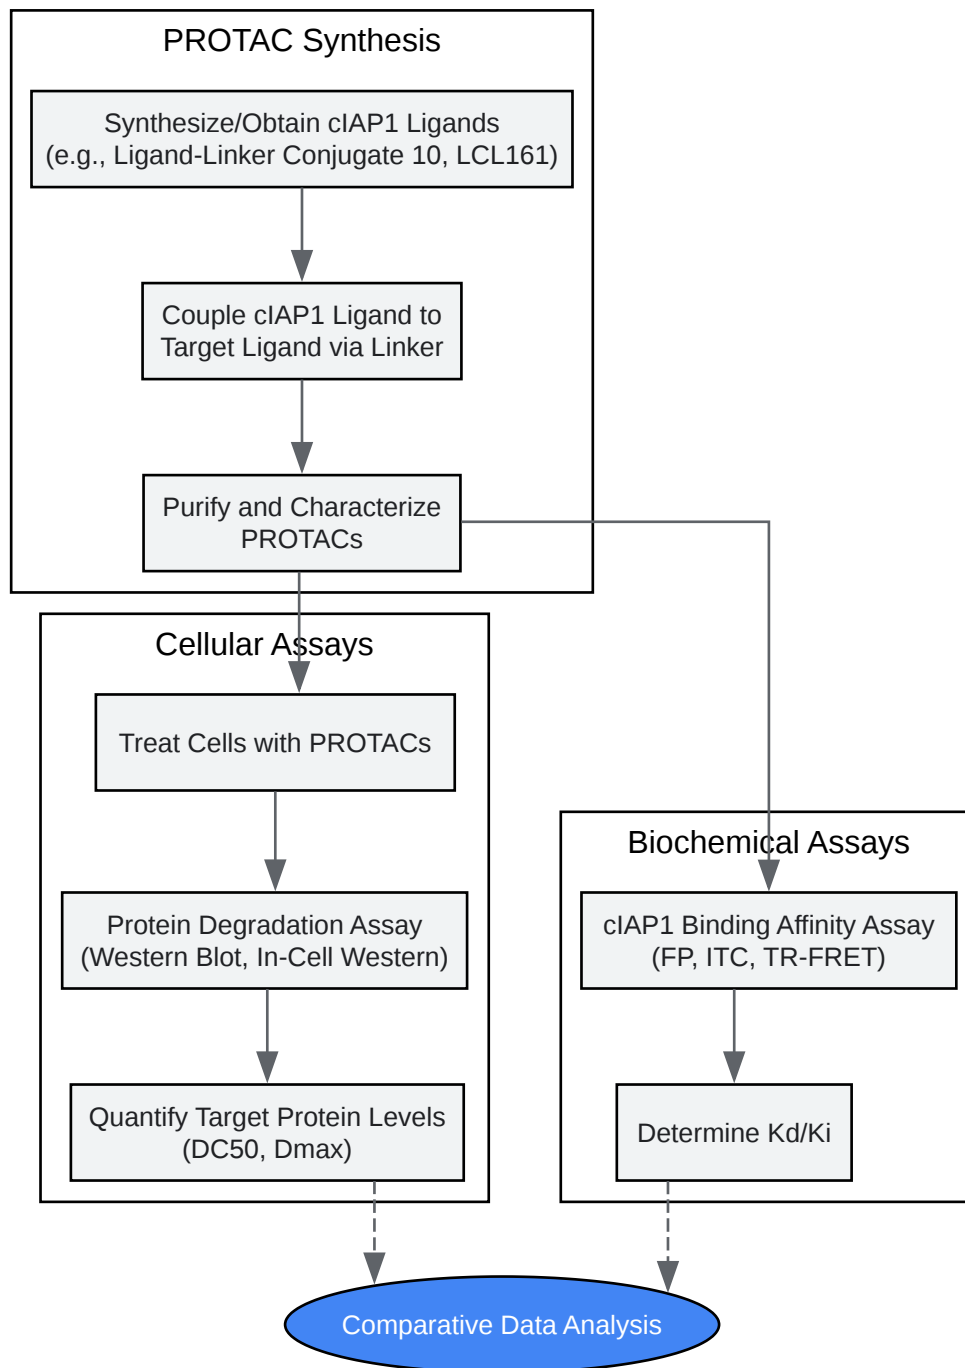 PROTAC Synthesis
Synthesize/Obtain cIAP1 Ligands
(e.g., Ligand-Linker Conjugate 10, LCL161)
Couple cIAP1 Ligand to
Target Ligand via Linker
Purify and Characterize
PROTACs
Cellular Assays
Treat Cells with PROTACs
Protein Degradation Assay
(Western Blot, In-Cell Western)
Quantify Target Protein Levels
(DC50, Dmax)
Biochemical Assays
cIAP1 Binding Affinity Assay
(FP, ITC, TR-FRET)
Determine Kd/Ki
Comparative Data Analysis